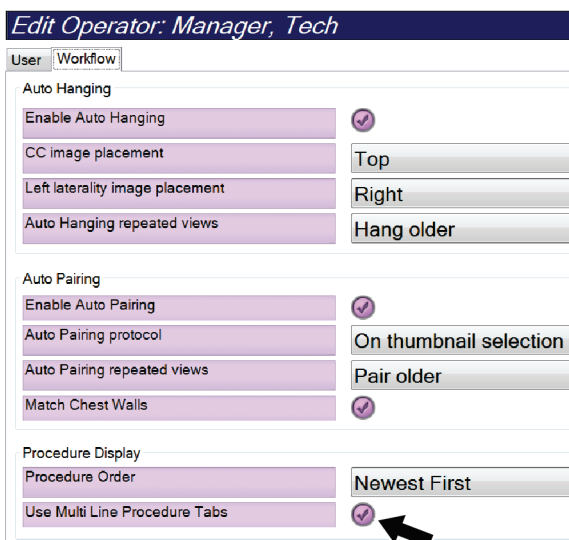 Edit Operator: Manager, Tech
User Workflow
Auto Hanging
Enable Auto Hanging
CC image placement Top
Left laterality image placement Right
Auto Hanging repeated views Hang older
Auto Pairing
Enable Auto Pairing
Auto Pairing protocol On thumbnail selection
Auto Pairing repeated views Pair older
Match Chest Walls
Procedure Display
Procedure Order Newest First
Use Multi Line Procedure Tabs